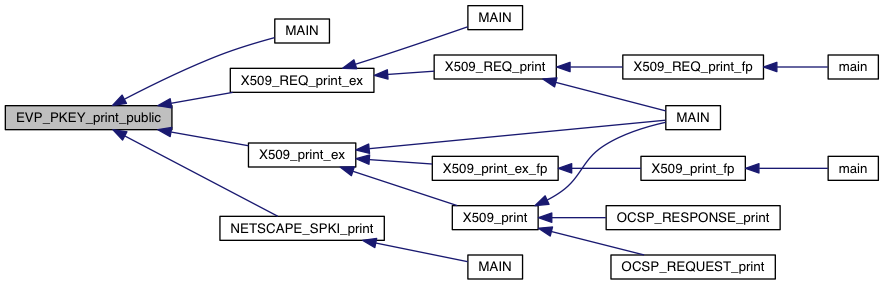 MAIN
MAIN
X509_REQ_print_ex
X509_REQ_print
X509_REQ_print_fp
main
EVP_PKEY_print_public
MAIN
X509_print_ex
X509_print_ex_fp
X509_print_fp
main
X509_print
OCSP_RESPONSE_print
NETSCAPE_SPKI_print
MAIN
OCSP_REQUEST_print